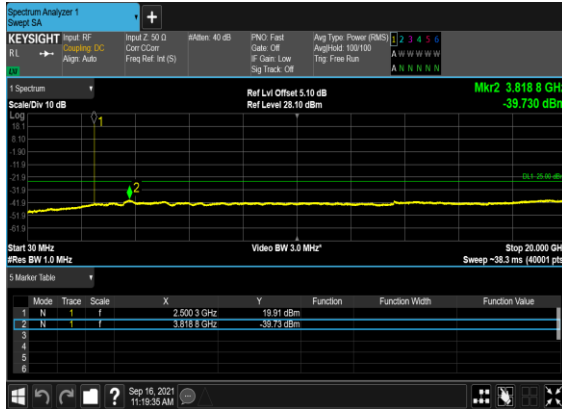 Spectrum Analyzer 1
Swept SA
+
KEYSIGHT Input: RF Input Z: 50 Ω #Atten: 40 dB PNO: Fast Avg Type: Power (RMS) 1 2 3 4 5 6
RL Coupling: DC Corr CCorr Gate: Off Avg|Hold: 100/100 A W W W W W
Align: Auto Freq Ref: Int (S) IF Gain: Low Trig: Free Run
LU Sig Track: Off A N N N N N
1 Spectrum Ref Lvl Offset 5.10 dB Mkr2 3.818 8 GHz
Scale/Div 10 dB Ref Level 28.10 dBm -39.730 dBm
Log
18.1 1
8.10
-1.90
-11.9
-21.9 DL1 -25.00 dBm
-31.9 2
-41.9
-51.9
-61.9
Start 30 MHz Video BW 3.0 MHz* Stop 20.000 GHz
#Res BW 1.0 MHz Sweep ~38.3 ms (40001 pts)
5 Marker Table
Mode Trace Scale X Y Function Function Width Function Value
1 N 1 f 2.500 3 GHz 19.91 dBm
2 N 1 f 3.818 8 GHz -39.73 dBm
3
4
5
6
? Sep 16, 2021
11:19:35 AM